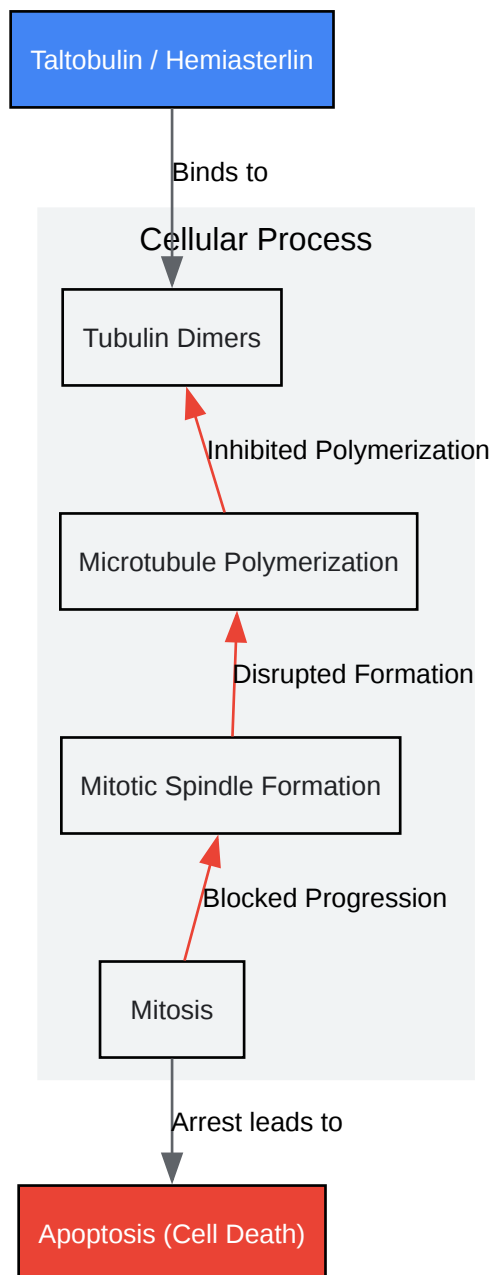 Taltobulin / Hemiasterlin
Binds to
Cellular Process
Tubulin Dimers
Inhibited Polymerization
Microtubule Polymerization
Disrupted Formation
Mitotic Spindle Formation
Blocked Progression
Mitosis
Arrest leads to
Apoptosis (Cell Death)